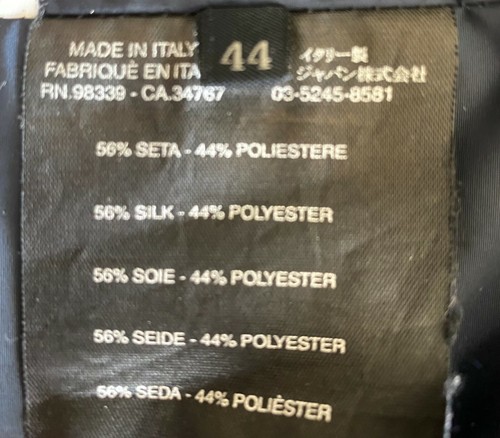 MADE IN ITALY 44 イタリー製
FABRIQUÈ EN ITA ジャパン株式会社
RN.98339 - CA.34767 03-5245-8581
56% SETA - 44% POLIESTERE
56% SILK - 44% POLYESTER
56% SOIE - 44% POLYESTER
56% SEIDE - 44% POLYESTER
56% SEDA - 44% POLIÈSTER